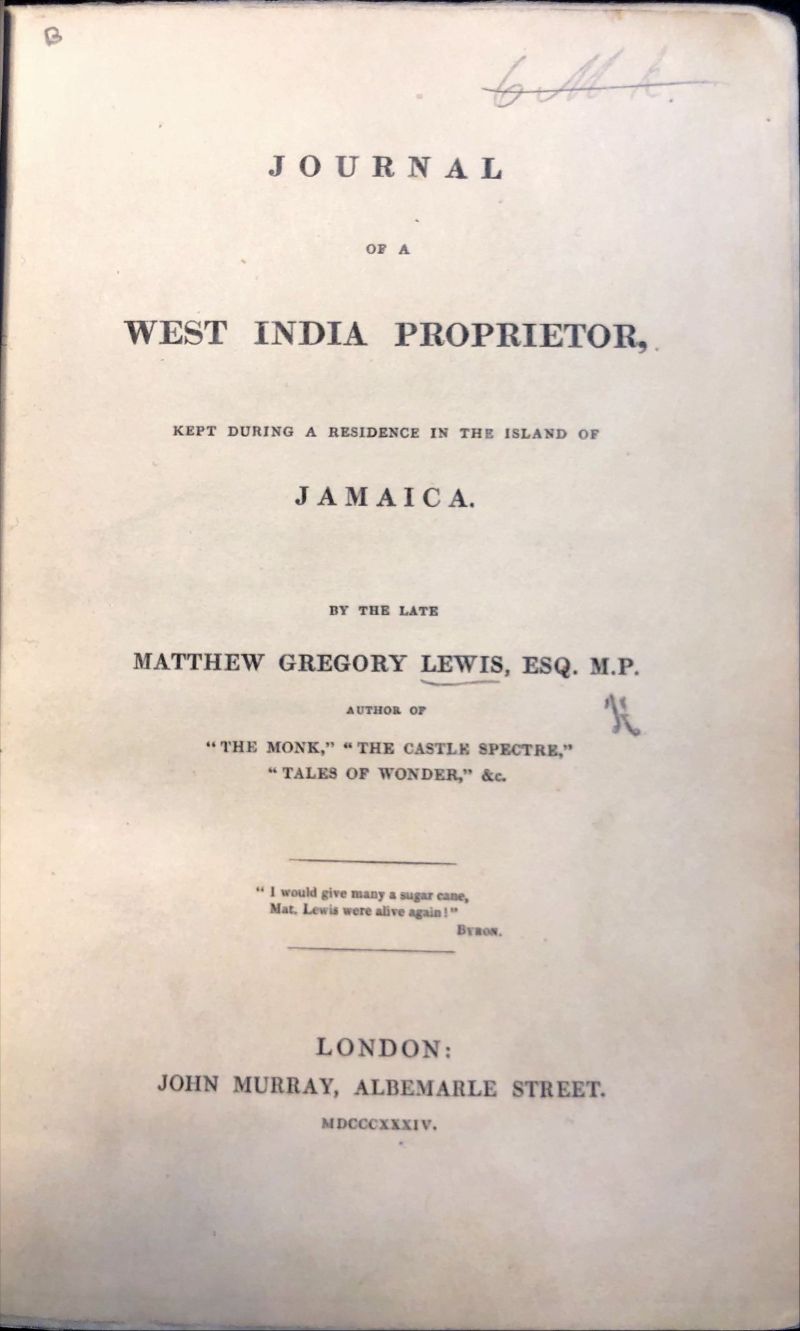 B
6 Mk.
JOURNAL
OF A
WEST INDIA PROPRIETOR,
KEPT DURING A RESIDENCE IN THE ISLAND OF
JAMAICA.
BY THE LATE
MATTHEW GREGORY LEWIS, ESQ. M.P.
AUTHOR OF
“THE MONK,” “THE CASTLE SPECTRE,”
“TALES OF WONDER,” &c.
“I would give many a sugar cane,
Mat. Lewis were alive again!”
BYRON.
LONDON:
JOHN MURRAY, ALBEMARLE STREET.
MDCCCXXXIV.